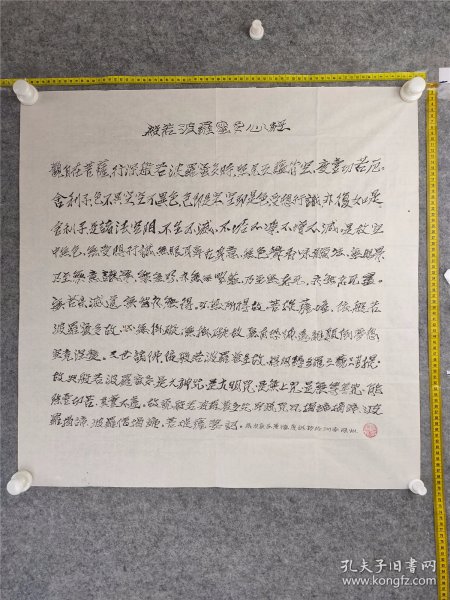 般若波羅蜜多心經
觀自在菩薩行深般若波羅蜜多時照見五蘊皆空度一切苦厄
舍利子色不異空空不異色色即是空空即是色受想行識亦復如是
舍利子是諸法空相不生不滅不垢不淨不增不減是故空
中無色無受想行識無眼耳鼻舌身意無色聲香味觸法無眼界
乃至無意識界無無明亦無無明盡乃至無老死亦無老死盡
無苦集滅道無智亦無得以無所得故菩提薩埵依般若
波羅蜜多故心無罣礙無罣礙故無有恐怖遠離顛倒夢想
究竟涅槃三世諸佛依般若波羅蜜多故得阿耨多羅三藐三菩提
故知般若波羅蜜多是大神咒是大明咒是無上咒是無等等咒能
除一切苦真實不虛故說般若波羅蜜多咒即說咒曰揭諦揭諦波
羅揭諦波羅僧揭諦菩提薩婆訶
孔夫子旧书网
www.kongfz.com